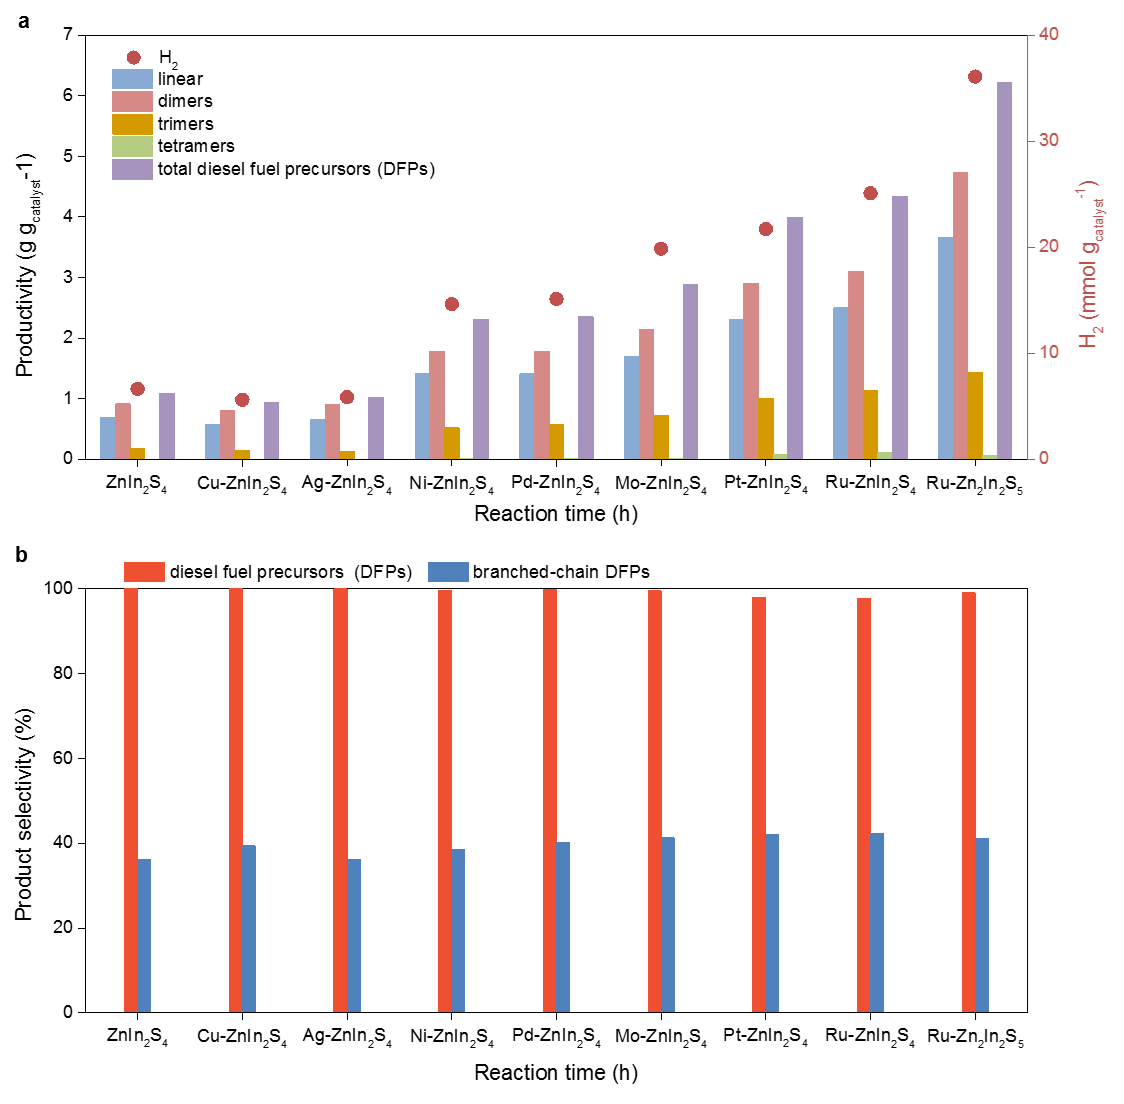 a
7
6
5
4
3
2
1
0
Productivity (g g_catalyst-1)
H₂
linear
dimers
trimers
tetramers
total diesel fuel precursors (DFPs)
40
30
20
10
0
H₂ (mmol g_catalyst⁻¹)
ZnIn₂S₄ Cu-ZnIn₂S₄ Ag-ZnIn₂S₄ Ni-ZnIn₂S₄ Pd-ZnIn₂S₄ Mo-ZnIn₂S₄ Pt-ZnIn₂S₄ Ru-ZnIn₂S₄ Ru-Zn₂In₂S₅
Reaction time (h)
b
diesel fuel precursors (DFPs) branched-chain DFPs
100
80
60
40
20
0
Product selectivity (%)
ZnIn₂S₄ Cu-ZnIn₂S₄ Ag-ZnIn₂S₄ Ni-ZnIn₂S₄ Pd-ZnIn₂S₄ Mo-ZnIn₂S₄ Pt-ZnIn₂S₄ Ru-ZnIn₂S₄ Ru-Zn₂In₂S₅
Reaction time (h)